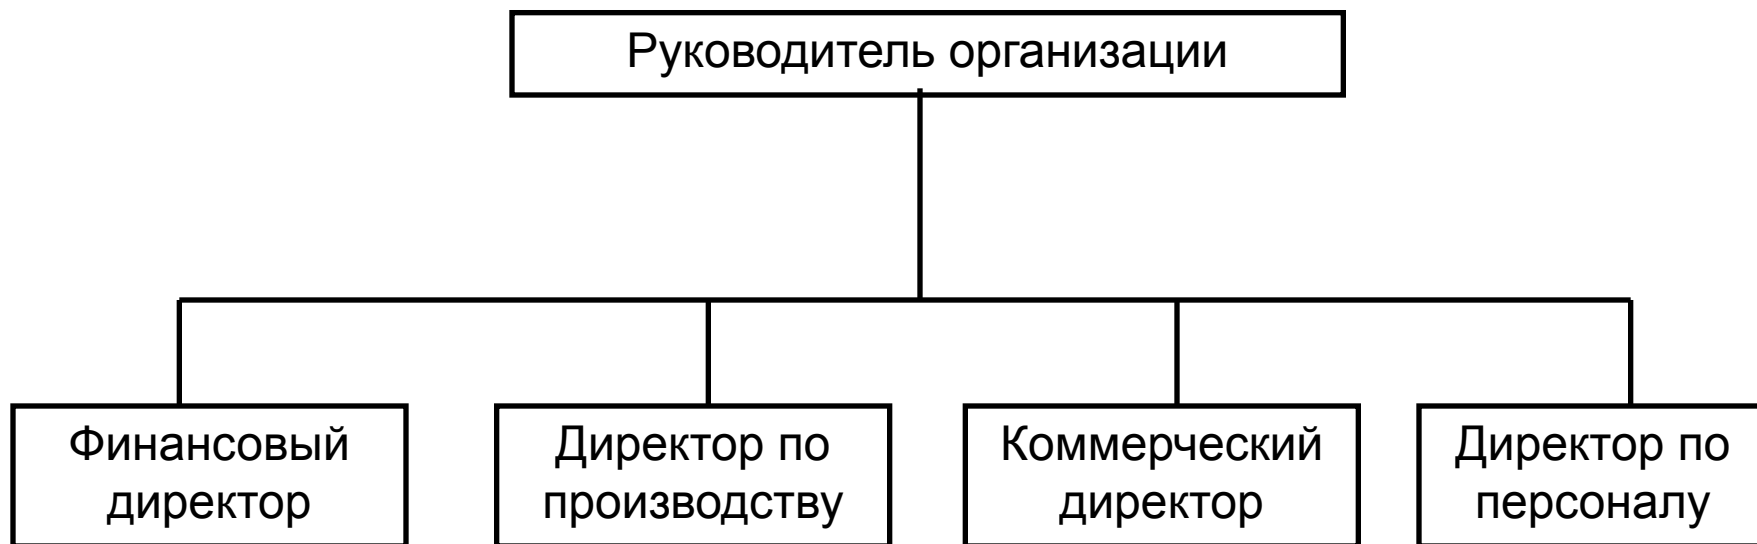 Руководитель организации
Финансовый
директор
Директор по
производству
Коммерческий
директор
Директор по
персоналу